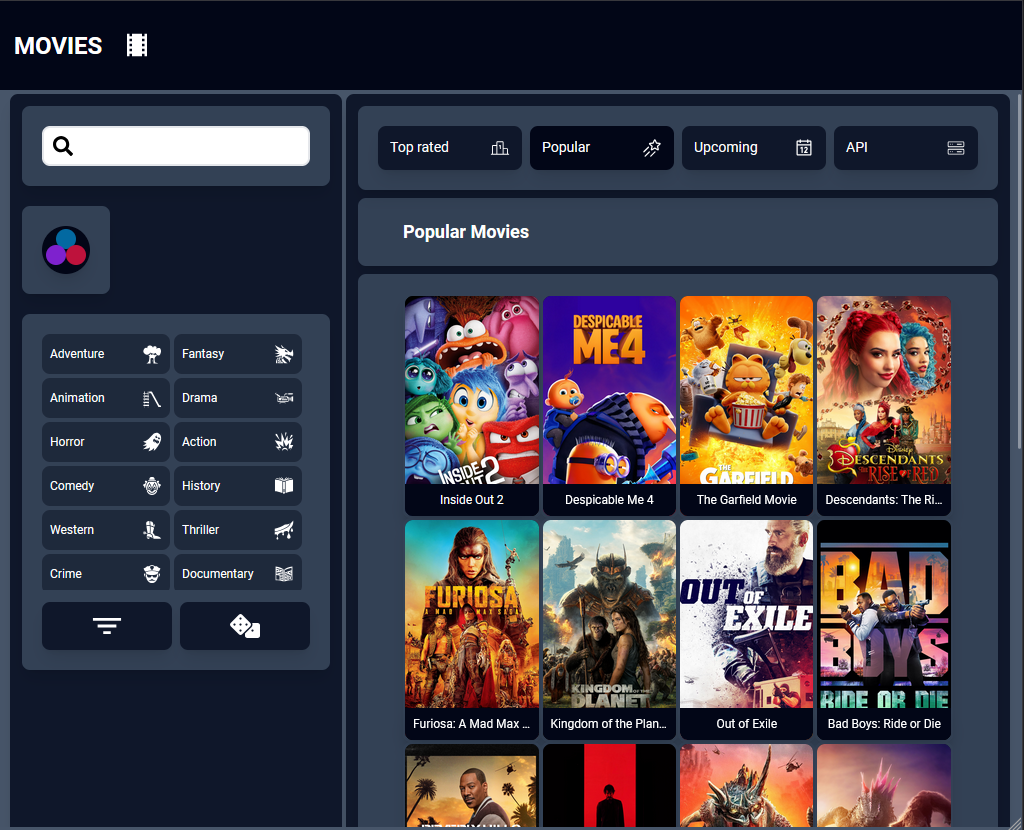 MOVIES
Top rated
Popular
Upcoming
12
API
Popular Movies
Adventure
Fantasy
Animation
Drama
Horror
Action
Comedy
History
Western
Thriller
Crime
Documentary
INSIDE OUT 2
Inside Out 2
DESPICABLE
ME4
Despicable Me 4
THE
GARFIELD
The Garfield Movie
Disney
DESCENDANTS
THE RISE OF RED
Descendants: The Ri...
FURIOSA
A MAD MAX SAGA
Furiosa: A Mad Max ...
KINGDOM OF THE
PLANET
Kingdom of the Plan...
OUT OF
EXILE
Out of Exile
BAD
BOYS
RIDE OR DIE
Bad Boys: Ride or Die